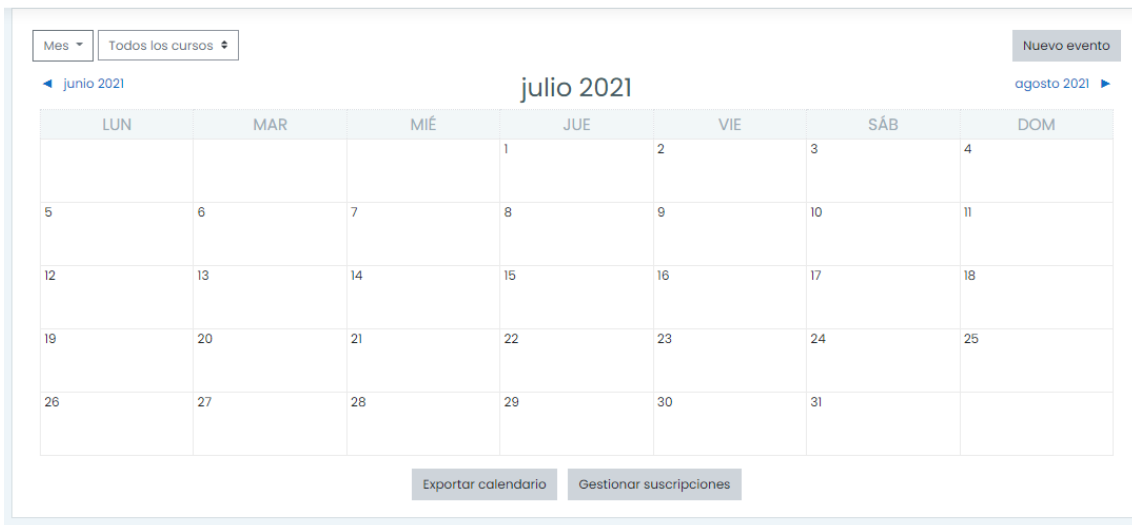 Mes Todos los cursos Nuevo evento
◄ junio 2021 julio 2021 agosto 2021 ►
LUN MAR MIÉ JUE VIE SÁB DOM
1 2 3 4
5 6 7 8 9 10 11
12 13 14 15 16 17 18
19 20 21 22 23 24 25
26 27 28 29 30 31
Exportar calendario Gestionar suscripciones